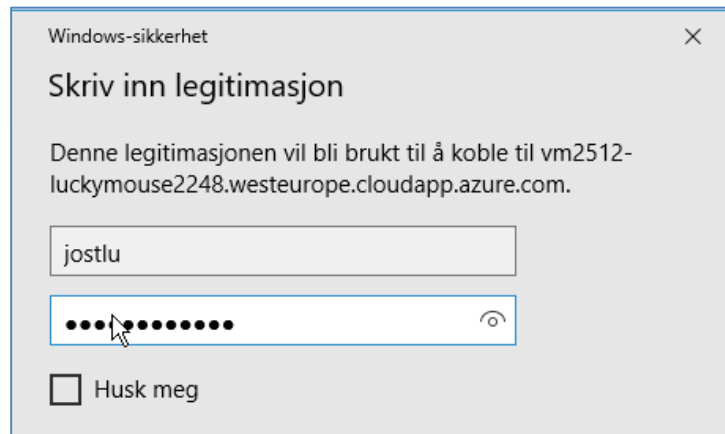 Windows-sikkerhet
Skriv inn legitimasjon
Denne legitimasjonen vil bli brukt til å koble til vm2512-
luckymouse2248.westeurope.cloudapp.azure.com.
jostlu
••••••••••••
Husk meg